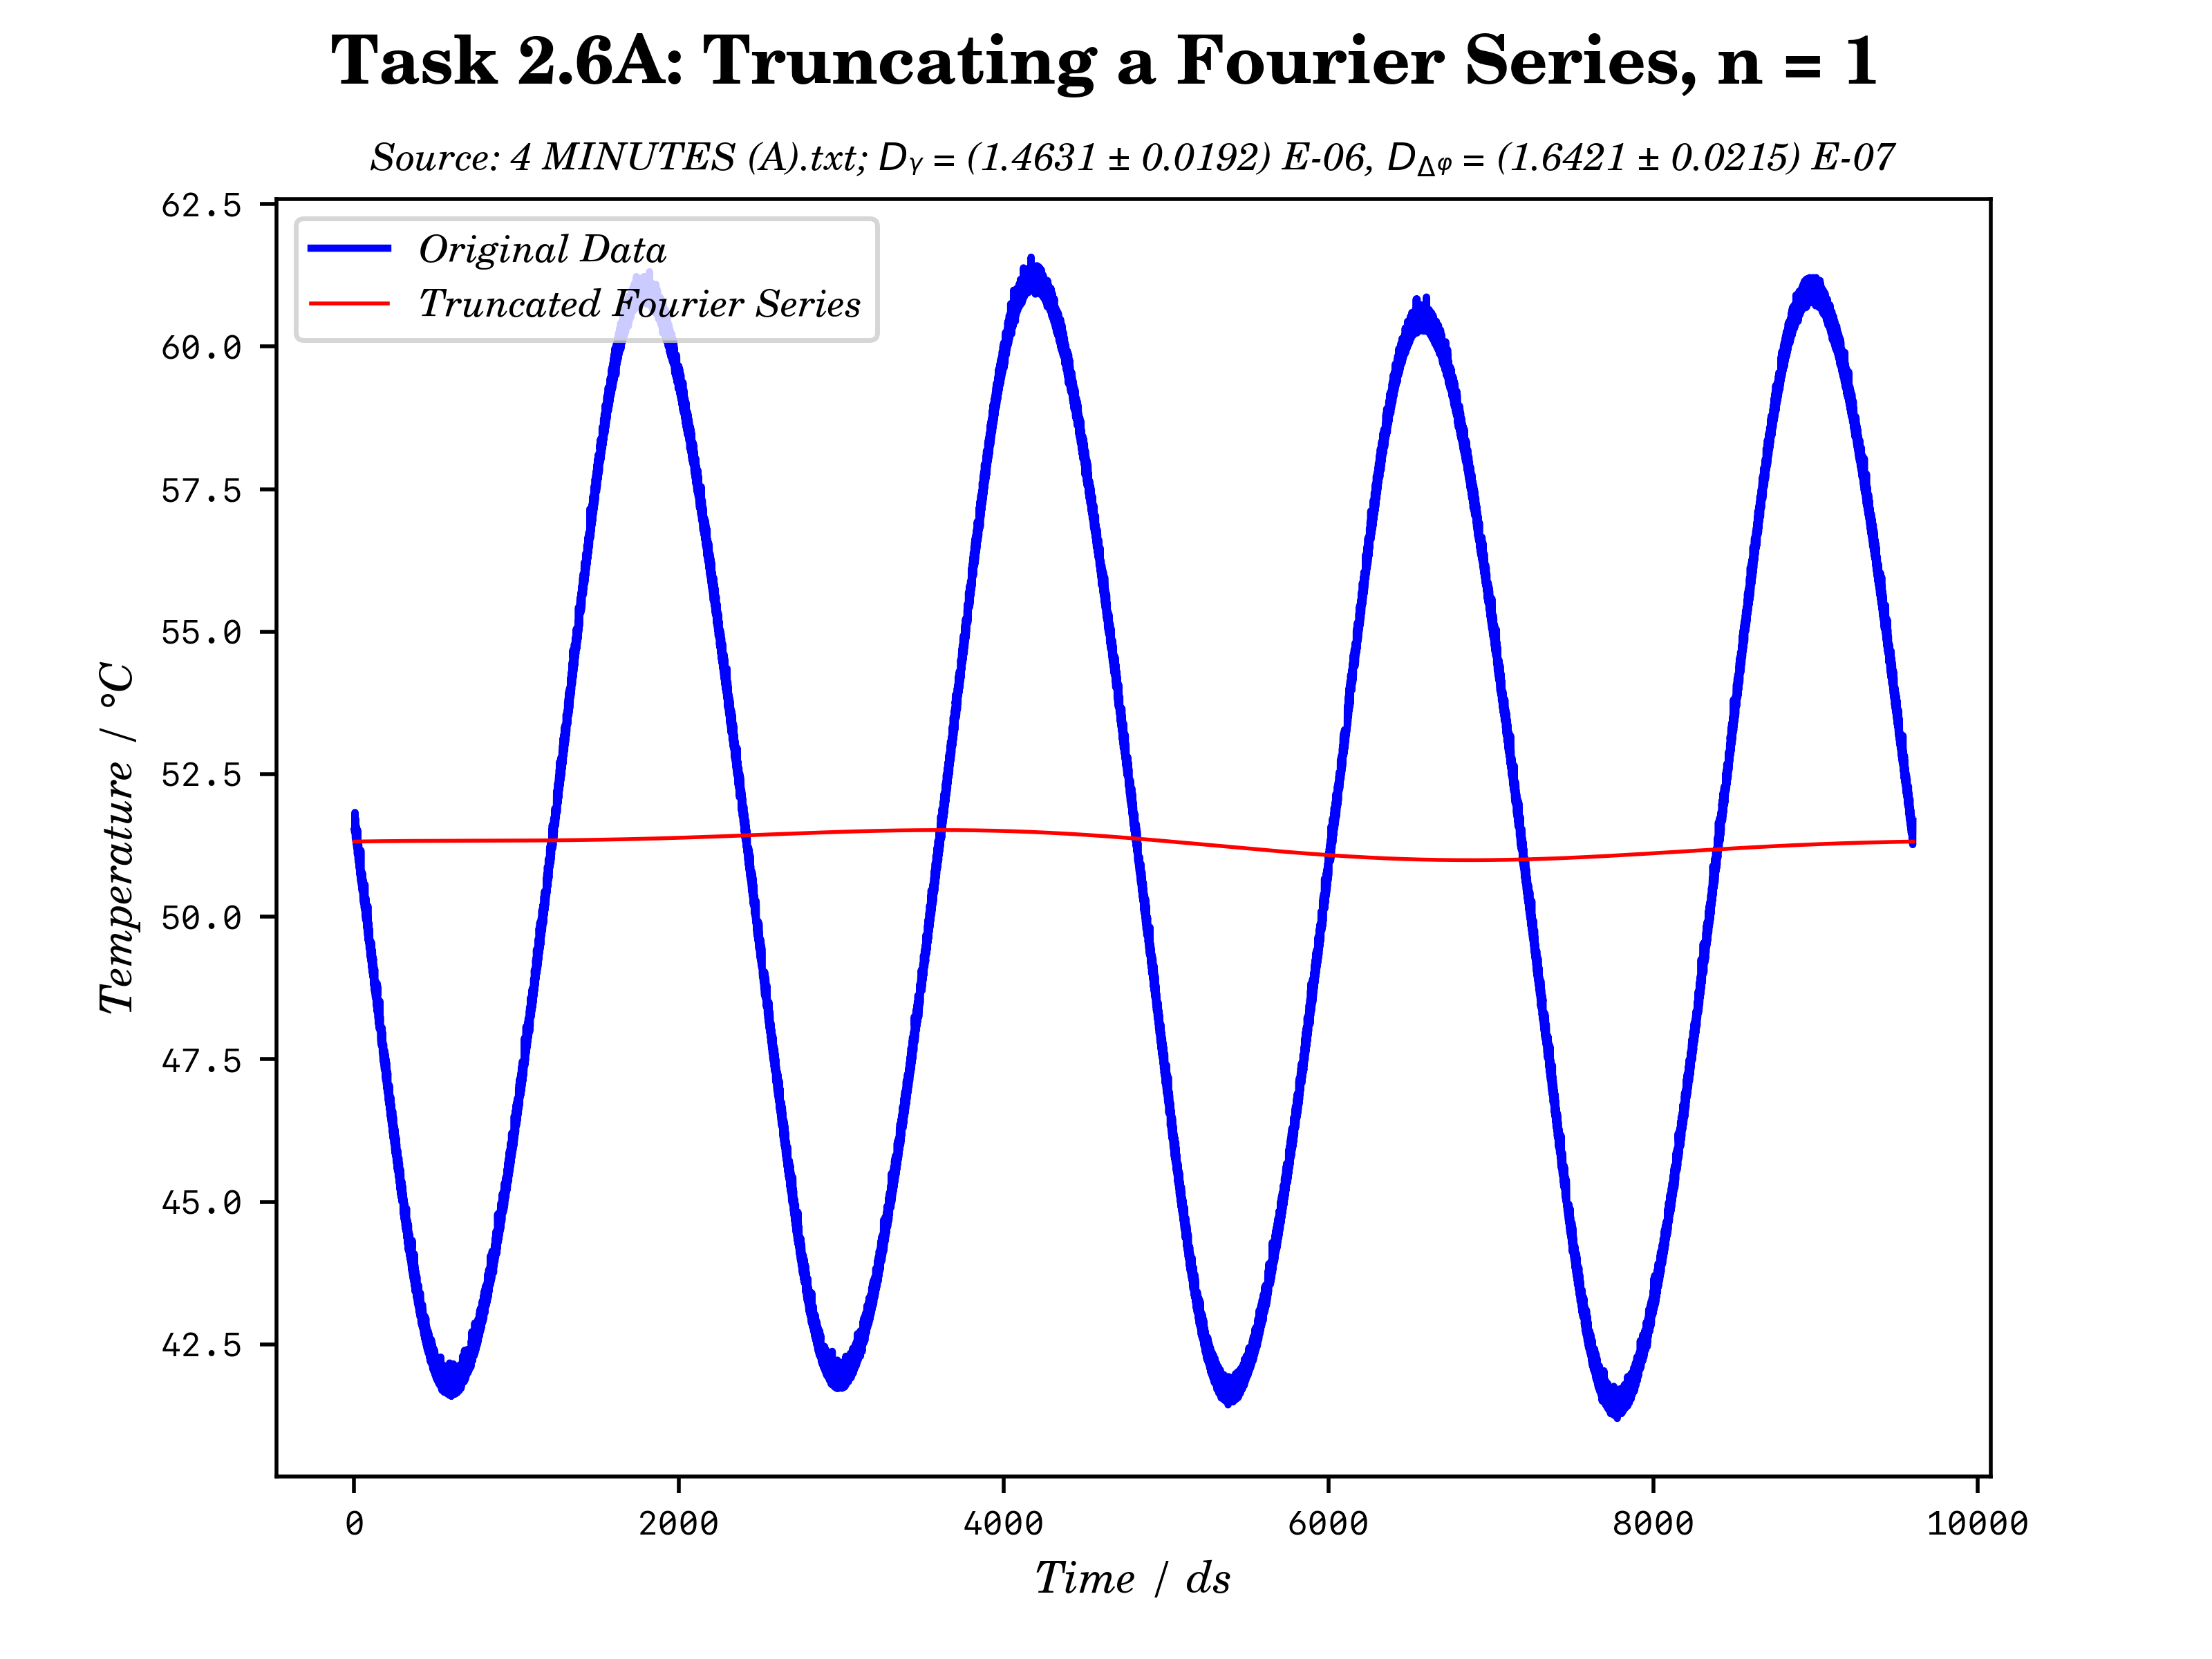 Task 2.6A: Truncating a Fourier Series, n = 1
Source: 4 MINUTES (A).txt; Dγ = (1.4631 ± 0.0192) E-06, DΔφ = (1.6421 ± 0.0215) E-07
Original Data
Truncated Fourier Series
62.5
60.0
57.5
55.0
52.5
50.0
47.5
45.0
42.5
Temperature / °C
0 2000 4000 6000 8000 10000
Time / ds